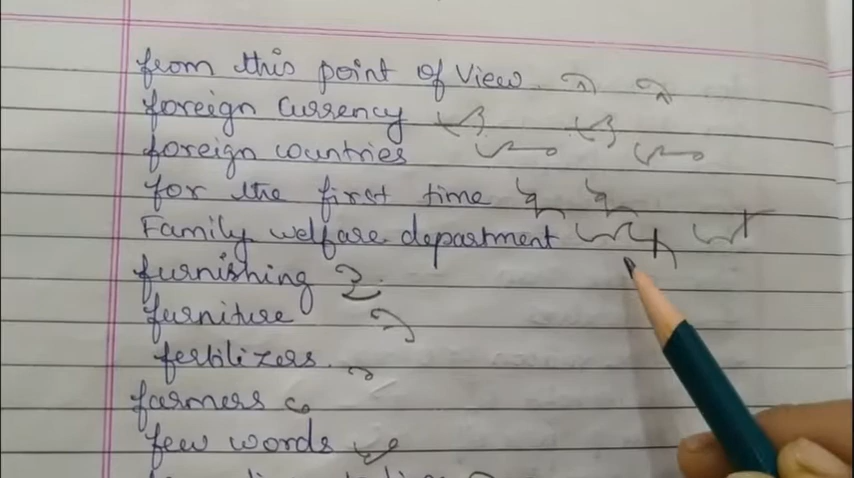 from this point of view
foreign currency
foreign countries
for the first time
Family welfare department
furnishing
furniture
fertilizers.
farmers
few words